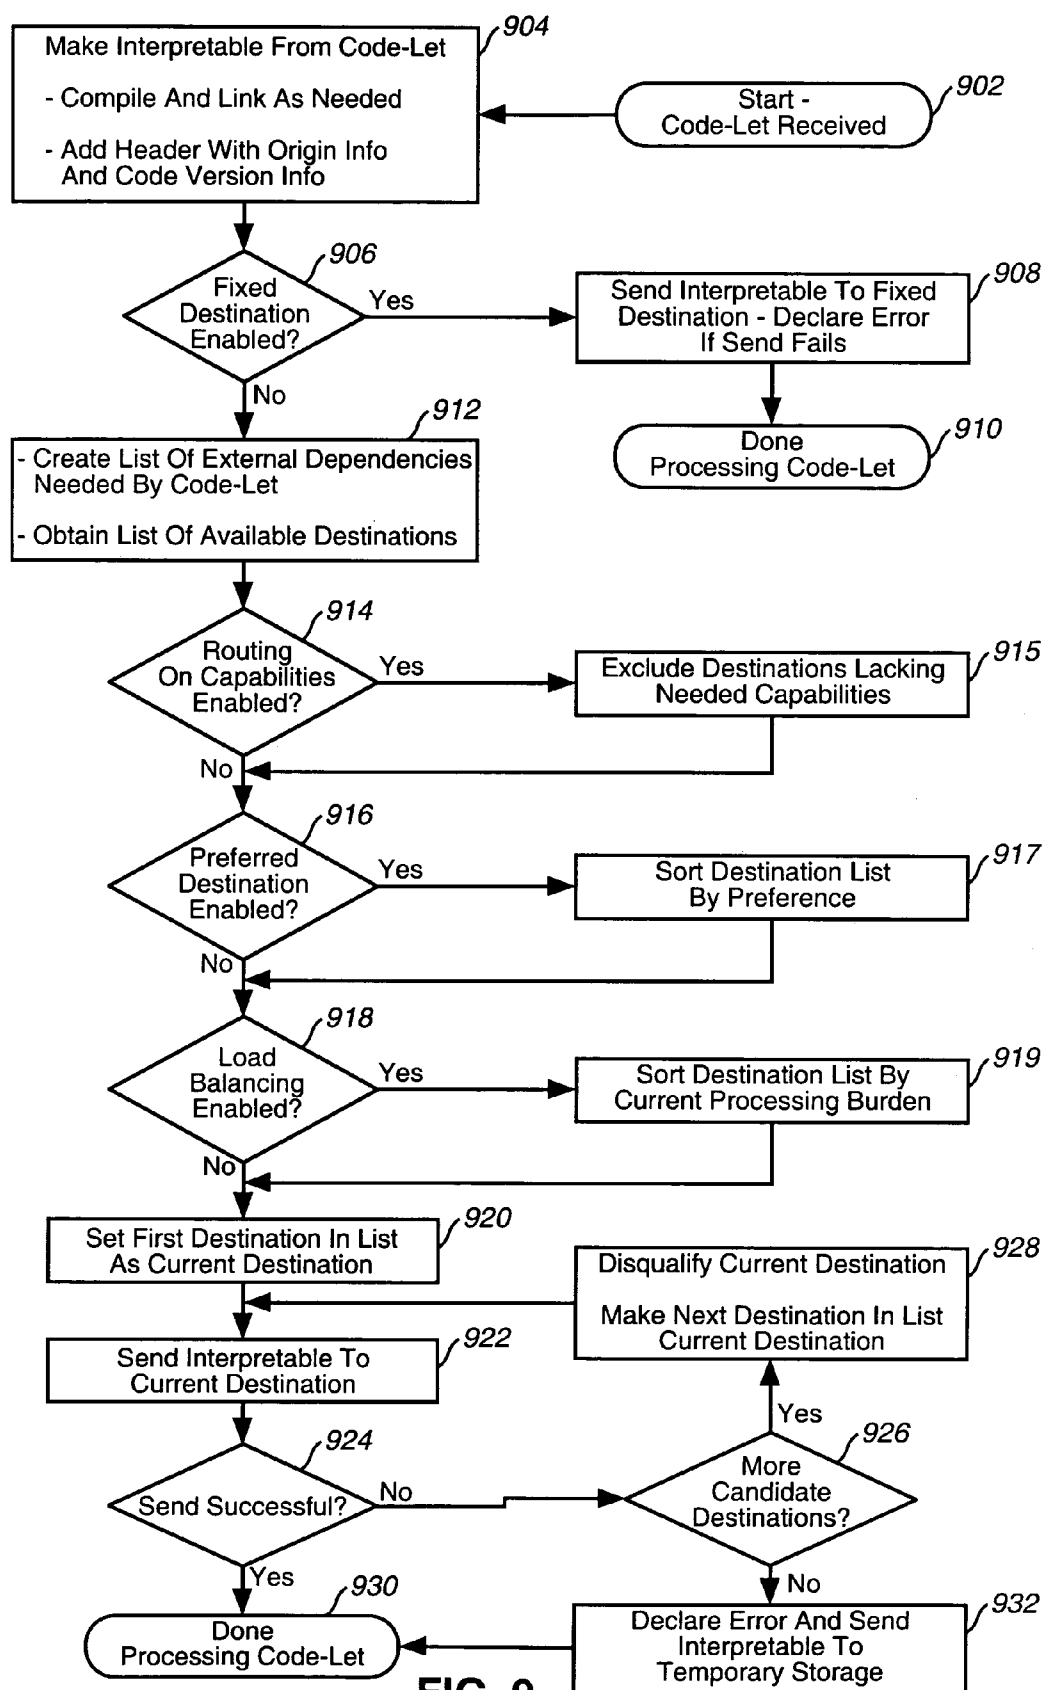 904
Make Interpretable From Code-Let
- Compile And Link As Needed
- Add Header With Origin Info
And Code Version Info
902
Start -
Code-Let Received
906
Fixed
Destination
Enabled?
Yes
No
908
Send Interpretable To Fixed
Destination - Declare Error
If Send Fails
910
Done
Processing Code-Let
912
- Create List Of External Dependencies
Needed By Code-Let
- Obtain List Of Available Destinations
914
Routing
On Capabilities
Enabled?
Yes
No
915
Exclude Destinations Lacking
Needed Capabilities
916
Preferred
Destination
Enabled?
Yes
No
917
Sort Destination List
By Preference
918
Load
Balancing
Enabled?
Yes
No
919
Sort Destination List By
Current Processing Burden
920
Set First Destination In List
As Current Destination
928
Disqualify Current Destination
Make Next Destination In List
Current Destination
922
Send Interpretable To
Current Destination
924
Send Successful?
No
Yes
926
More
Candidate
Destinations?
Yes
No
930
Done
Processing Code-Let
932
Declare Error And Send
Interpretable To
Temporary Storage
FIG. 9